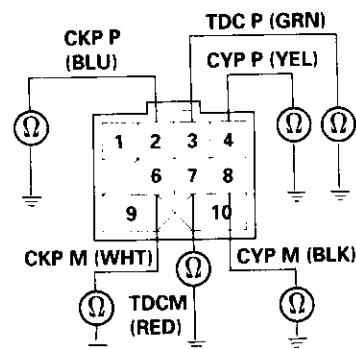 TDC P (GRN)
CKP P
(BLU)
CYP P (YEL)
Ω
Ω
Ω
1 2 3 4
6 7 8
9 10
CKP M (WHT)
CYP M (BLK)
Ω
Ω
Ω
TDCM
(RED)